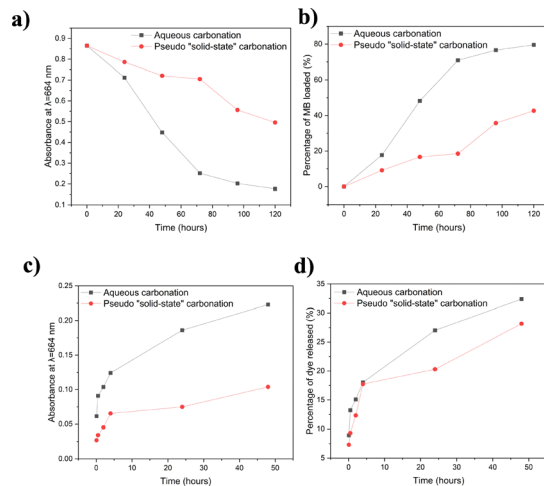 a)
Aqueous carbonation
Pseudo "solid-state" carbonation
Absorbance at λ=664 nm
0.9
0.8
0.7
0.6
0.5
0.4
0.3
0.2
0.1
0 20 40 60 80 100 120
Time (hours)
b)
Aqueous carbonation
Pseudo "solid-state" carbonation
Percentage of MB loaded (%)
80
60
40
20
0
0 20 40 60 80 100 120
Time (hours)
c)
Aqueous carbonation
Pseudo "solid-state" carbonation
Absorbance at λ=664 nm
0.25
0.20
0.15
0.10
0.05
0.00
0 10 20 30 40 50
Time (hours)
d)
Aqueous carbonation
Pseudo "solid-state" carbonation
Percentage of dye released (%)
35
30
25
20
15
10
5
0
0 10 20 30 40 50
Time (hours)